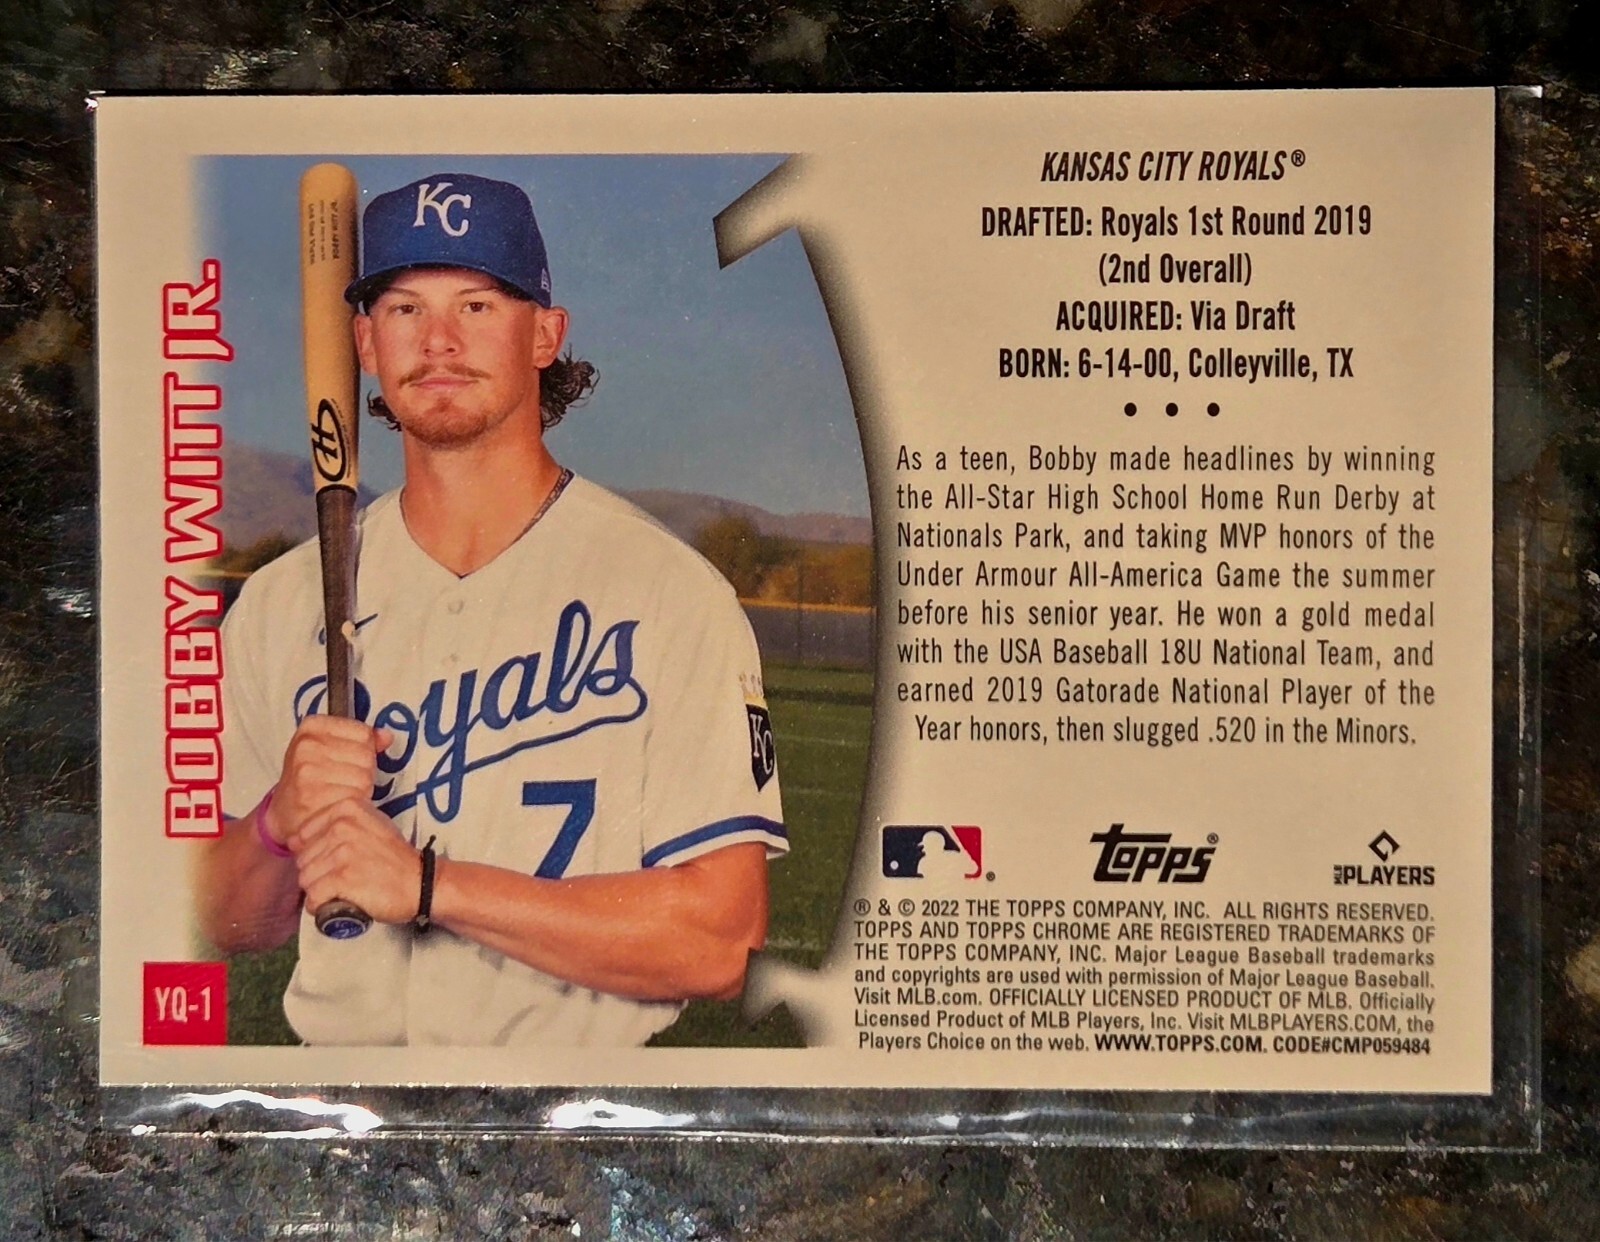 BOBBY WITT JR.
YQ-1
KC
H
Royals
7
KC
KANSAS CITY ROYALS®
DRAFTED: Royals 1st Round 2019
(2nd Overall)
ACQUIRED: Via Draft
BORN: 6-14-00, Colleyville, TX
• • •
As a teen, Bobby made headlines by winning
the All-Star High School Home Run Derby at
Nationals Park, and taking MVP honors of the
Under Armour All-America Game the summer
before his senior year. He won a gold medal
with the USA Baseball 18U National Team, and
earned 2019 Gatorade National Player of the
Year honors, then slugged .520 in the Minors.
®
topps®
MLB PLAYERS
® & © 2022 THE TOPPS COMPANY, INC. ALL RIGHTS RESERVED.
TOPPS AND TOPPS CHROME ARE REGISTERED TRADEMARKS OF
THE TOPPS COMPANY, INC. Major League Baseball trademarks
and copyrights are used with permission of Major League Baseball.
Visit MLB.com. OFFICIALLY LICENSED PRODUCT OF MLB. Officially
Licensed Product of MLB Players, Inc. Visit MLBPLAYERS.COM, the
Players Choice on the web. WWW.TOPPS.COM. CODE#CMP059484